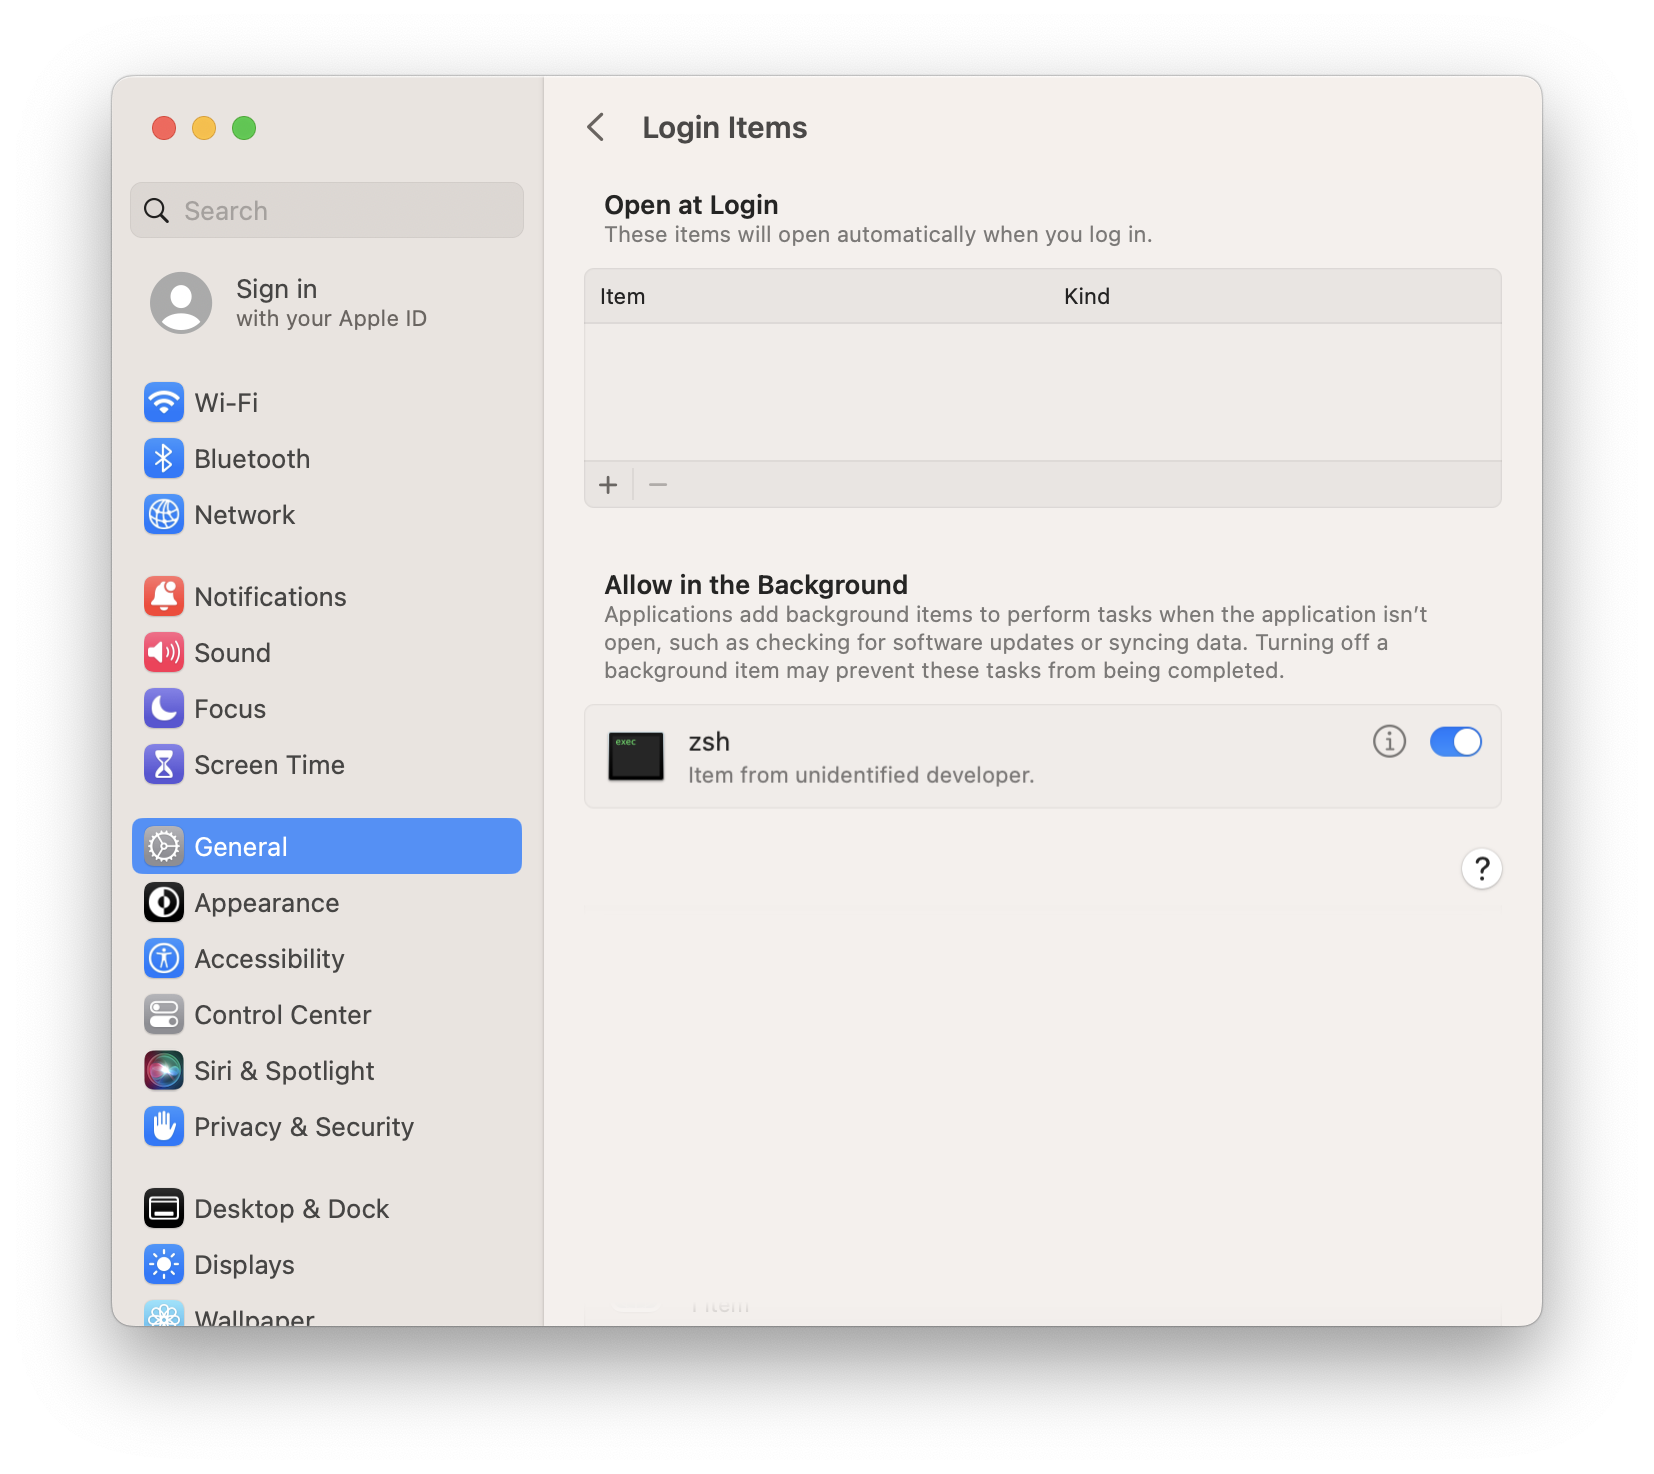 Login Items
Search
Sign in
with your Apple ID
Wi-Fi
Bluetooth
Network
Notifications
Sound
Focus
Screen Time
General
Appearance
Accessibility
Control Center
Siri & Spotlight
Privacy & Security
Desktop & Dock
Displays
Wallpaper
Open at Login
These items will open automatically when you log in.
Item Kind
Allow in the Background
Applications add background items to perform tasks when the application isn’t
open, such as checking for software updates or syncing data. Turning off a
background item may prevent these tasks from being completed.
exec
zsh
Item from unidentified developer.
?
1 item